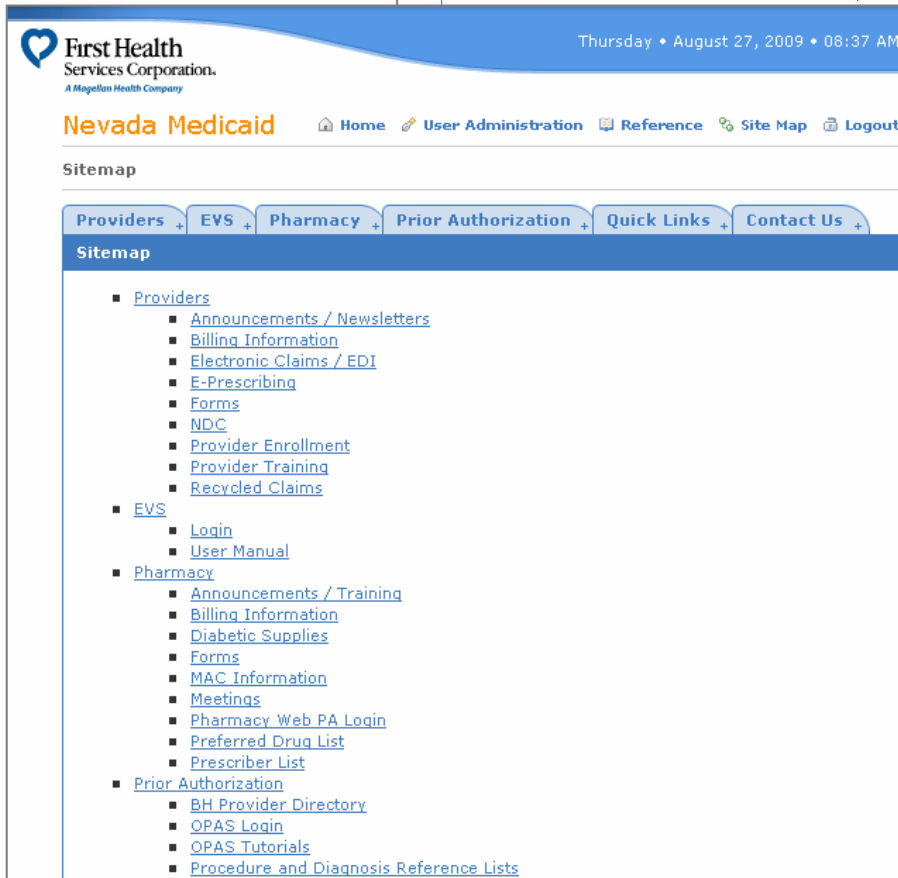 First Health
Services Corporation.
A Magellan Health Company
Thursday • August 27, 2009 • 08:37 AM
Nevada Medicaid
Home User Administration Reference Site Map Logout
Sitemap
Providers + EVS + Pharmacy + Prior Authorization + Quick Links + Contact Us +
Sitemap
Providers
Announcements / Newsletters
Billing Information
Electronic Claims / EDI
E-Prescribing
Forms
NDC
Provider Enrollment
Provider Training
Recycled Claims
EVS
Login
User Manual
Pharmacy
Announcements / Training
Billing Information
Diabetic Supplies
Forms
MAC Information
Meetings
Pharmacy Web PA Login
Preferred Drug List
Prescriber List
Prior Authorization
BH Provider Directory
OPAS Login
OPAS Tutorials
Procedure and Diagnosis Reference Lists